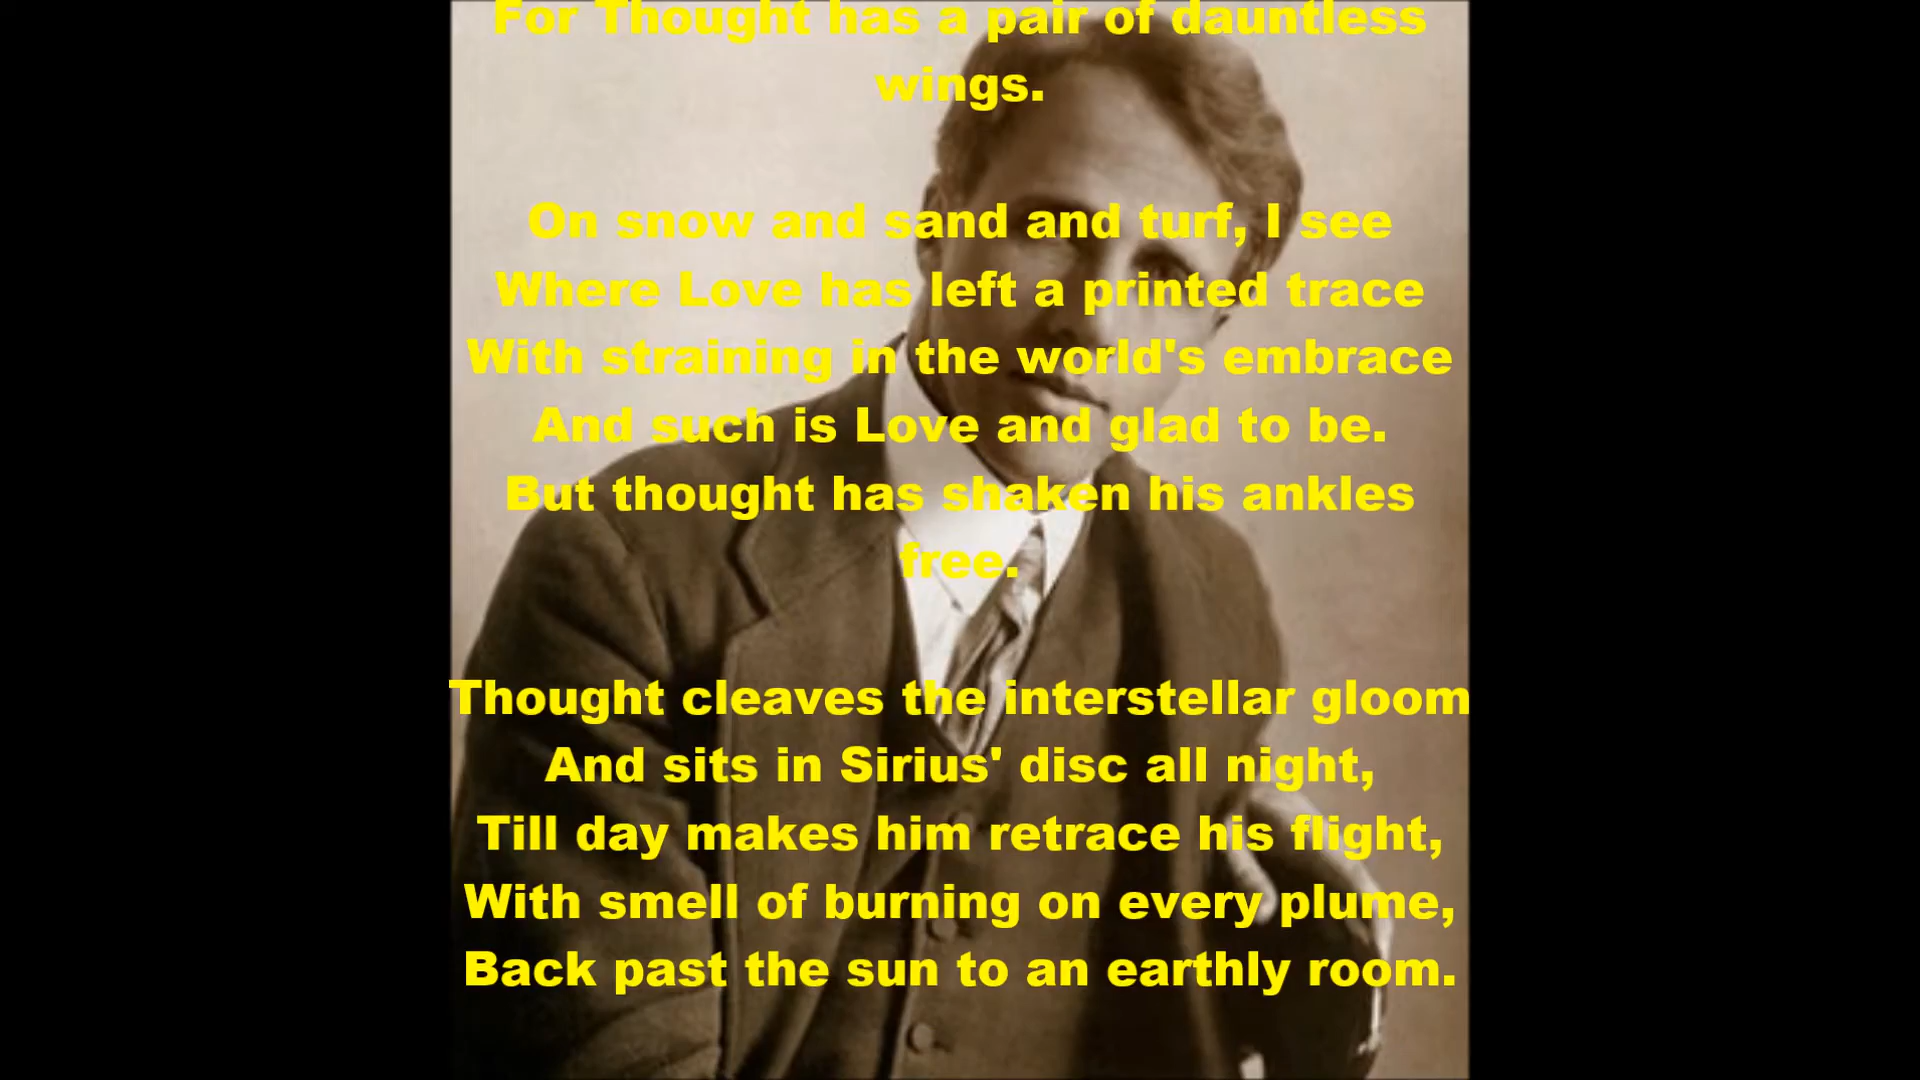 For Thought has a pair of dauntless
wings.
On snow and sand and turf, I see
Where Love has left a printed trace
With straining in the world's embrace
And such is Love and glad to be.
But thought has shaken his ankles
free.
Thought cleaves the interstellar gloom
And sits in Sirius' disc all night,
Till day makes him retrace his flight,
With smell of burning on every plume,
Back past the sun to an earthly room.